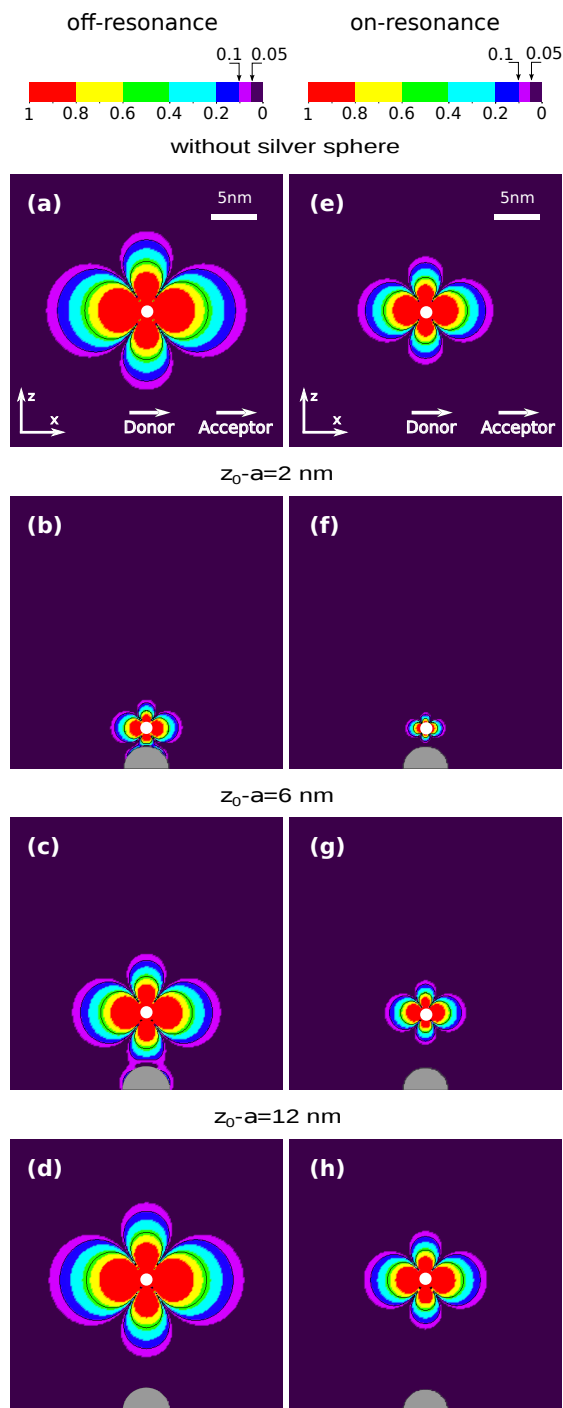 off-resonance on-resonance
0.1 0.05 0.1 0.05
1 0.8 0.6 0.4 0.2 0 1 0.8 0.6 0.4 0.2 0
without silver sphere
(a) 5nm (e) 5nm
z z
x Donor Acceptor x Donor Acceptor
z₀-a=2 nm
(b) (f)
z₀-a=6 nm
(c) (g)
z₀-a=12 nm
(d) (h)